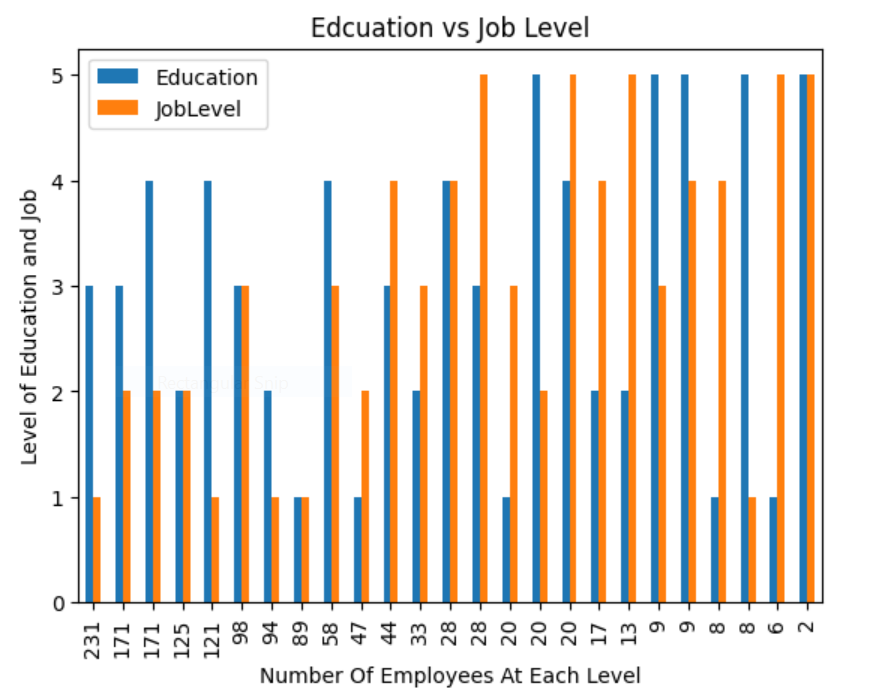 Edcuation vs Job Level
Education
JobLevel
Level of Education and Job
5
4
3
2
1
0
Rectangular Snip
231 171 171 125 121 98 94 89 58 47 44 33 28 28 20 20 20 17 13 9 9 8 8 6 2
Number Of Employees At Each Level